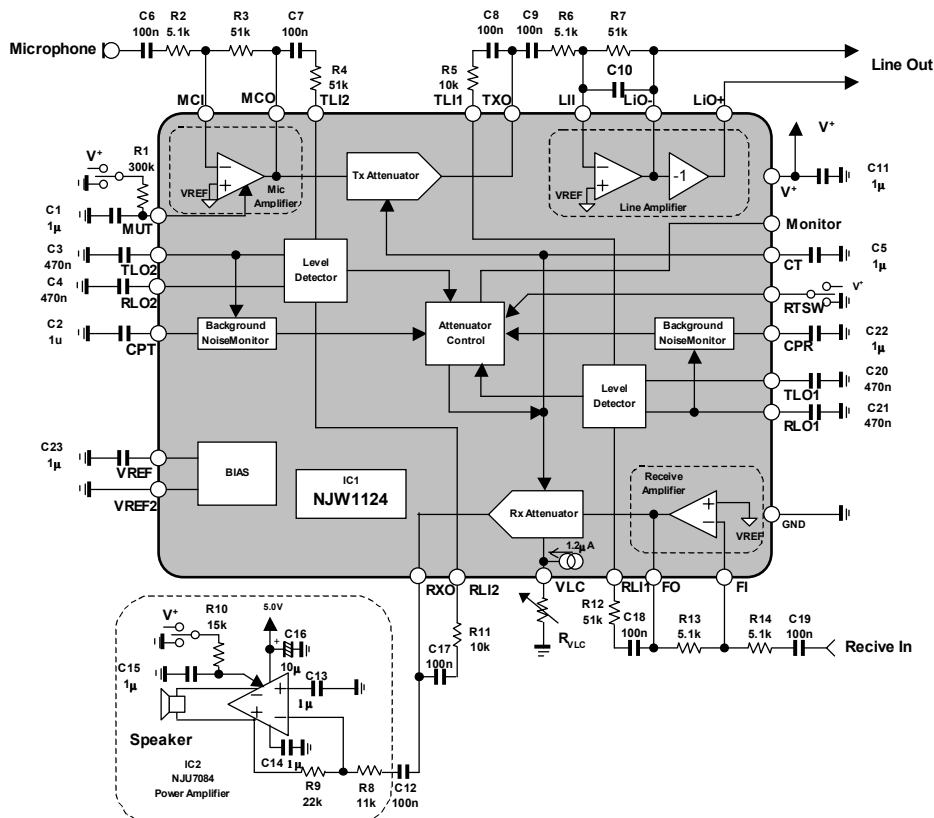 C6 100n
R2 5.1k
R3 51k
C7 100n
C8 100n
C9 100n
R6 5.1k
R7 51k
Microphone
Line Out
R4 51k
R5 10k
C10
MCI
MCO
TLI2
TLI1
TXO
LII
LiO-
LiO+
V+
R1 300k
V+
VREF
Mic Amplifier
Tx Attenuator
VREF
-1
Line Amplifier
V+
C11 1µ
C1 1µ
MUT
Monitor
C3 470n
TLO2
Level Detector
CT
C5 1µ
C4 470n
RLO2
RTSW
V+
C2 1u
CPT
Background NoiseMonitor
Attenuator Control
Background NoiseMonitor
CPR
C22 1µ
Level Detector
TLO1
C20 470n
RLO1
C21 470n
C23 1µ
VREF
VREF2
BIAS
IC1
NJW1124
Rx Attenuator
Receive Amplifier
VREF
GND
1.2µA
RXO
RLI2
VLC
RLI1
FO
FI
R12 51k
C18 100n
R13 5.1k
R14 5.1k
C19 100n
Recive In
RVLC
R11 10k
C17 100n
V+
R10 15k
5.0V
+
C16 10µ
C15 1µ
C13 1µ
Speaker
C14 1µ
IC2
NJU7084
Power Amplifier
R9 22k
R8 11k
C12 100n